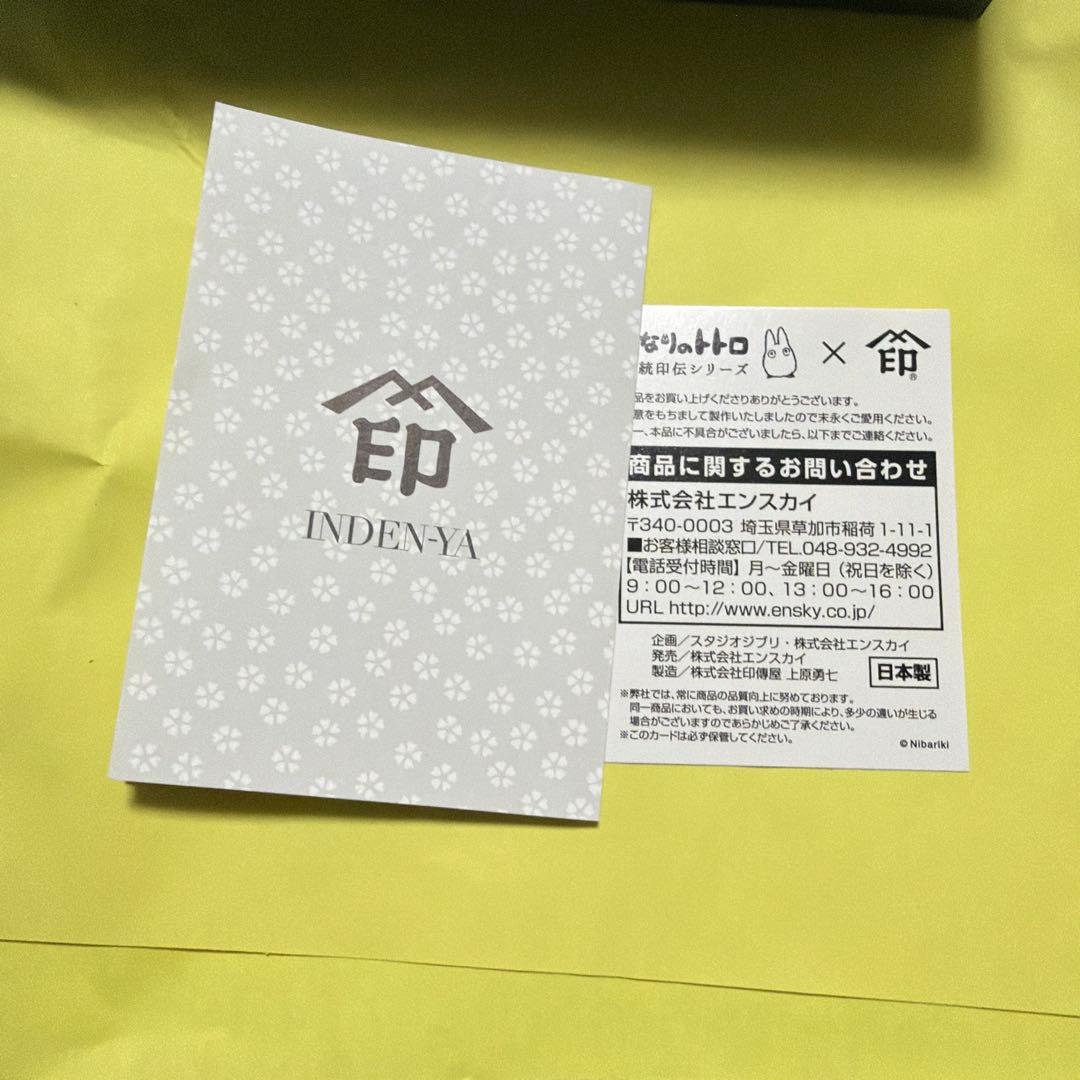 印
INDEN-YA
なりのトトロ
統印伝シリーズ
×
印®
品をお買い上げくださりありがとうございます。
意をもちまして製作いたしましたので末永くご愛用ください。
一、本品に不具合がございましたら、以下までご連絡ください。
商品に関するお問い合わせ
株式会社エンスカイ
〒340-0003 埼玉県草加市稲荷1-11-1
■お客様相談窓口/TEL.048-932-4992
【電話受付時間】月～金曜日(祝日を除く)
9:00～12:00、13:00～16:00
URL http://www.ensky.co.jp/
企画/スタジオジブリ・株式会社エンスカイ
発売/株式会社エンスカイ
製造/株式会社印傳屋 上原勇七
日本製
※弊社では、常に商品の品質向上に努めております。
同一商品においても、お買い求めの時期により、多少の違いが生じる
場合がございますのであらかじめご了承ください。
※このカードは必ず保管してください。
© Nibariki